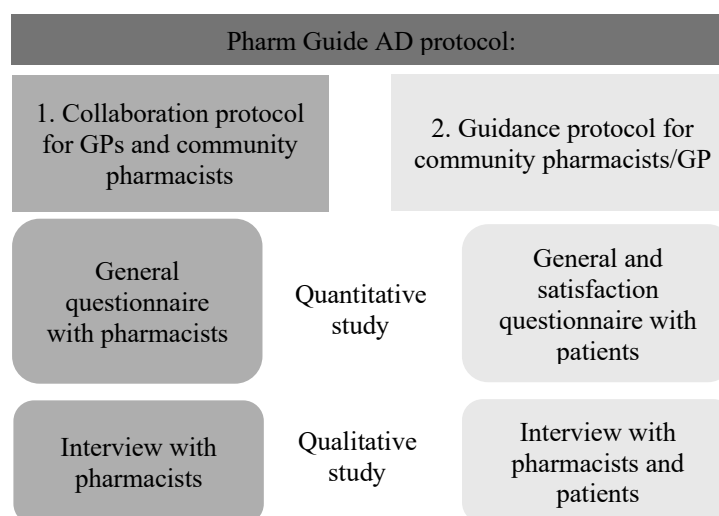 Pharm Guide AD protocol:
1. Collaboration protocol
for GPs and community
pharmacists
2. Guidance protocol for
community pharmacists/GP
General
questionnaire
with pharmacists
Quantitative
study
General and
satisfaction
questionnaire with
patients
Interview with
pharmacists
Qualitative
study
Interview with
pharmacists and
patients